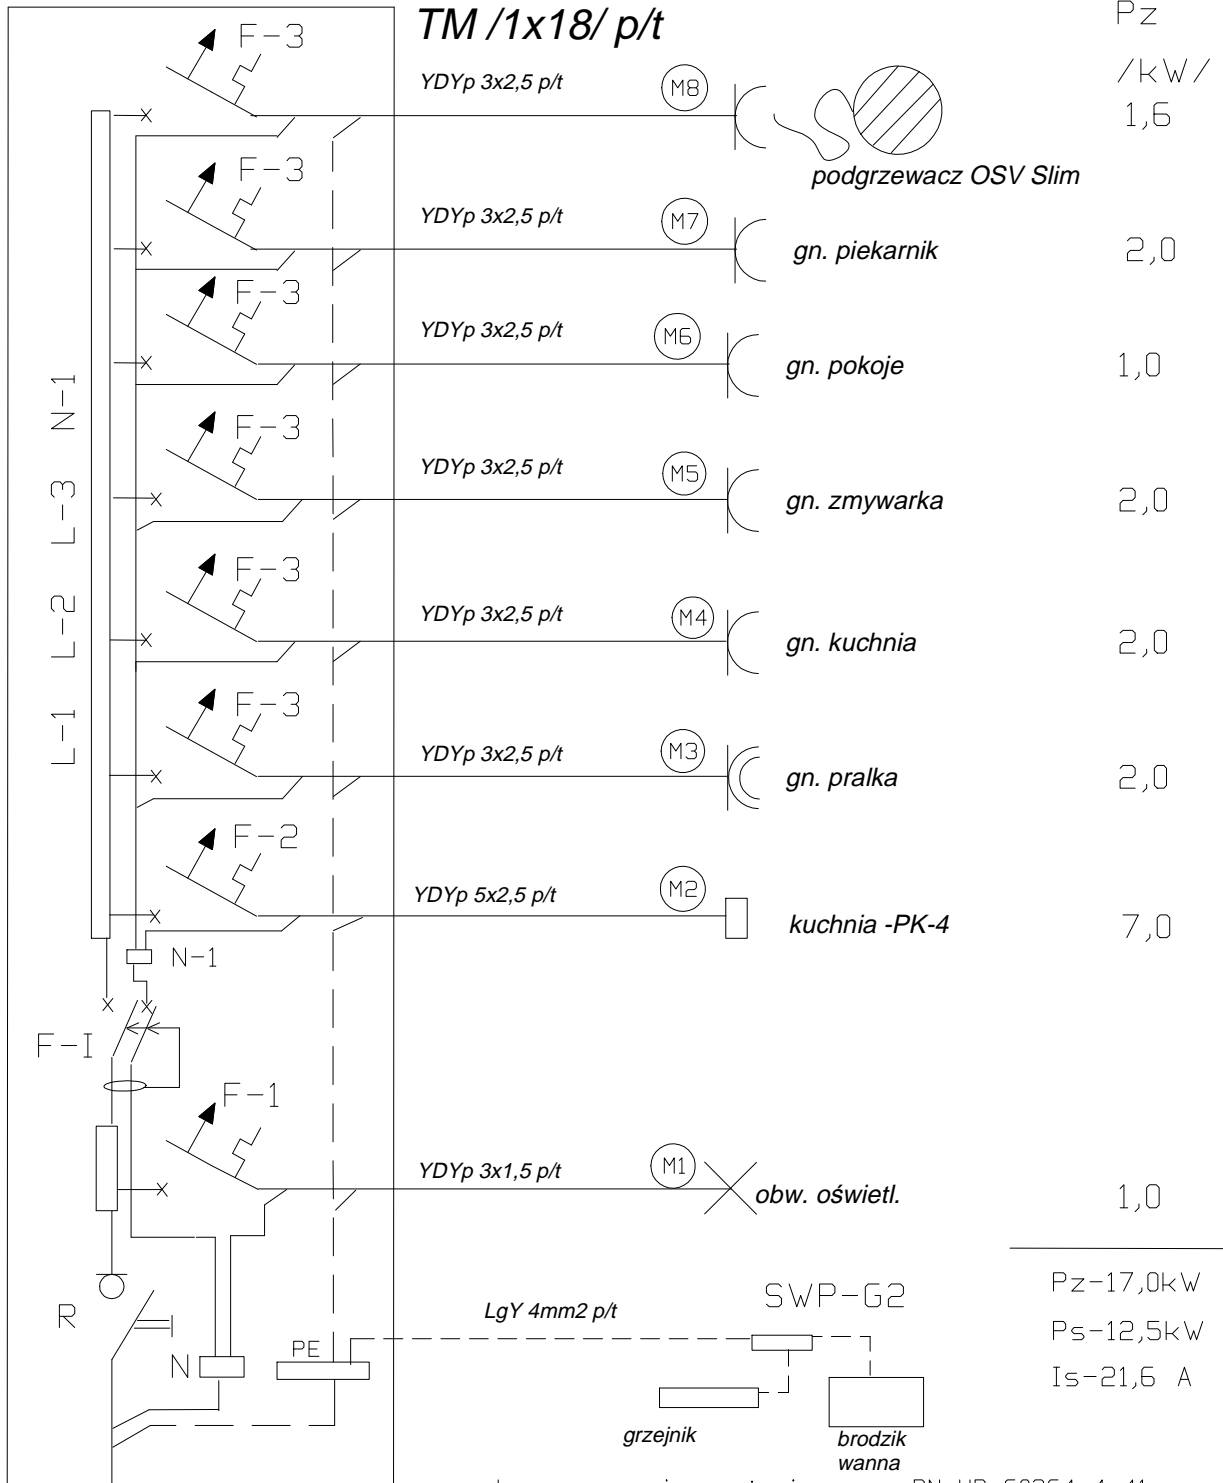 TM /1x18/ p/t
Pz
/kW/
F-3
YDYp 3x2,5 p/t
M8
1,6
podgrzewacz OSV Slim
F-3
YDYp 3x2,5 p/t
M7
gn. piekarnik
2,0
F-3
YDYp 3x2,5 p/t
M6
gn. pokoje
1,0
L-1 L-2 L-3 N-1
F-3
YDYp 3x2,5 p/t
M5
gn. zmywarka
2,0
F-3
YDYp 3x2,5 p/t
M4
gn. kuchnia
2,0
F-3
YDYp 3x2,5 p/t
M3
gn. pralka
2,0
F-2
YDYp 5x2,5 p/t
M2
kuchnia -PK-4
7,0
N-1
F-I
F-1
YDYp 3x1,5 p/t
M1
obw. oświetl.
1,0
Pz-17,0kW
SWP-G2
LgY 4mm2 p/t
R
Ps-12,5kW
PE
N
Is-21,6 A
grzejnik
brodzik
wanna